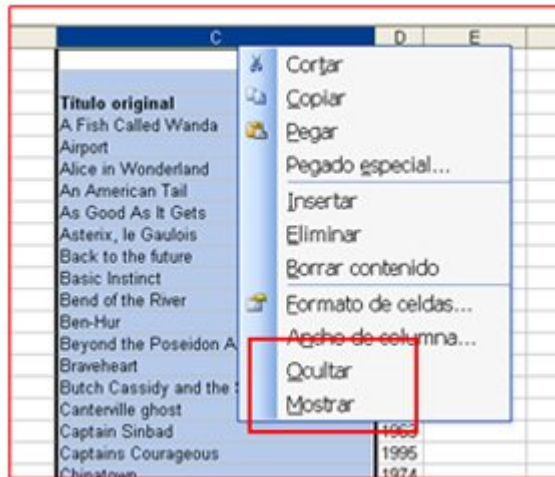 C D E
Cortar
Copiar
Título original
Pegar
A Fish Called Wanda
Airport
Pegado especial...
Alice in Wonderland
An American Tail
Insertar
As Good As It Gets
Asterix, le Gaulois
Eliminar
Back to the future
Borrar contenido
Basic Instinct
Bend of the River
Formato de celdas...
Ben-Hur
Ancho de columna...
Beyond the Poseidon A
Braveheart
Ocultar
Butch Cassidy and the
Canterville ghost
Mostrar
Captain Sinbad 1963
Captains Courageous 1995
Chinatown 1974